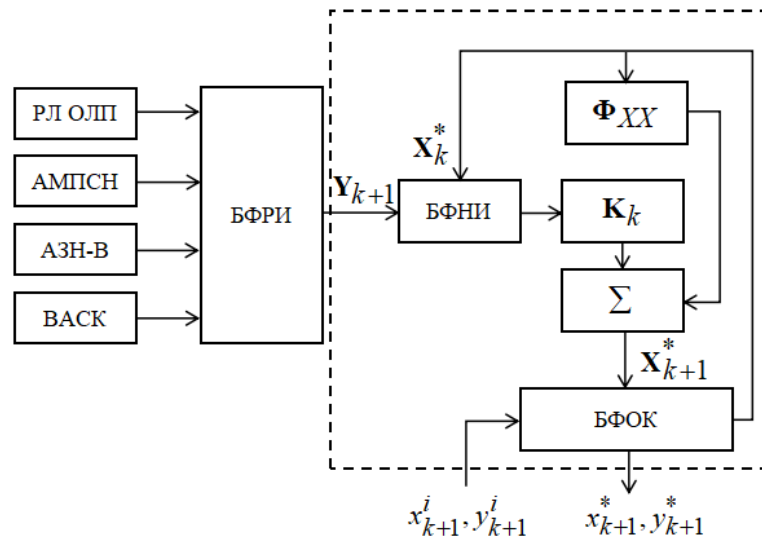 РЛ ОЛП
АМПСН
АЗН-В
ВАСК
БФРИ
Y_{k+1}
X_k^*
БФНИ
Φ_{XX}
K_k
Σ
X_{k+1}^*
БФОК
x_{k+1}^i, y_{k+1}^i
x_{k+1}^*, y_{k+1}^*